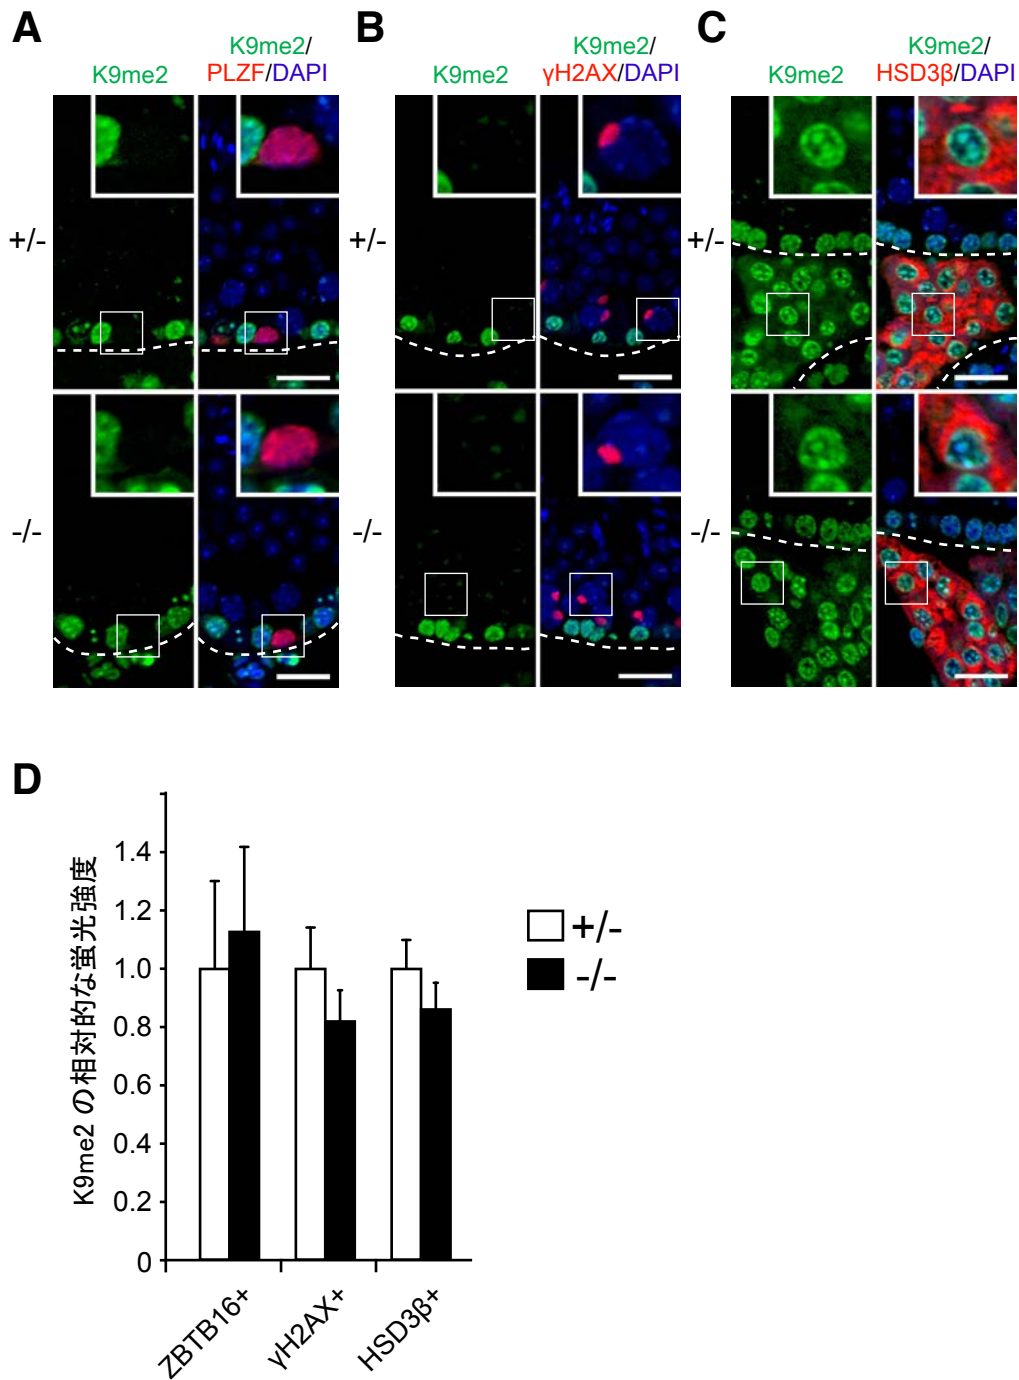 A
K9me2
K9me2/
PLZF/DAPI
+/-
-/-
B
K9me2
K9me2/
γH2AX/DAPI
+/-
-/-
C
K9me2
K9me2/
HSD3β/DAPI
+/-
-/-
D
K9me2 の相対的な蛍光強度
1.4
1.2
1.0
0.8
0.6
0.4
0.2
0
ZBTB16+
γH2AX+
HSD3β+
+/-
-/-